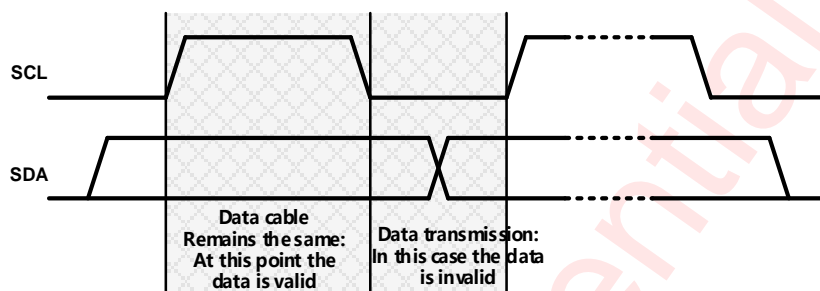 SCL
SDA
Data cable
Remains the same:
At this point the
data is valid
Data transmission:
In this case the data
is invalid